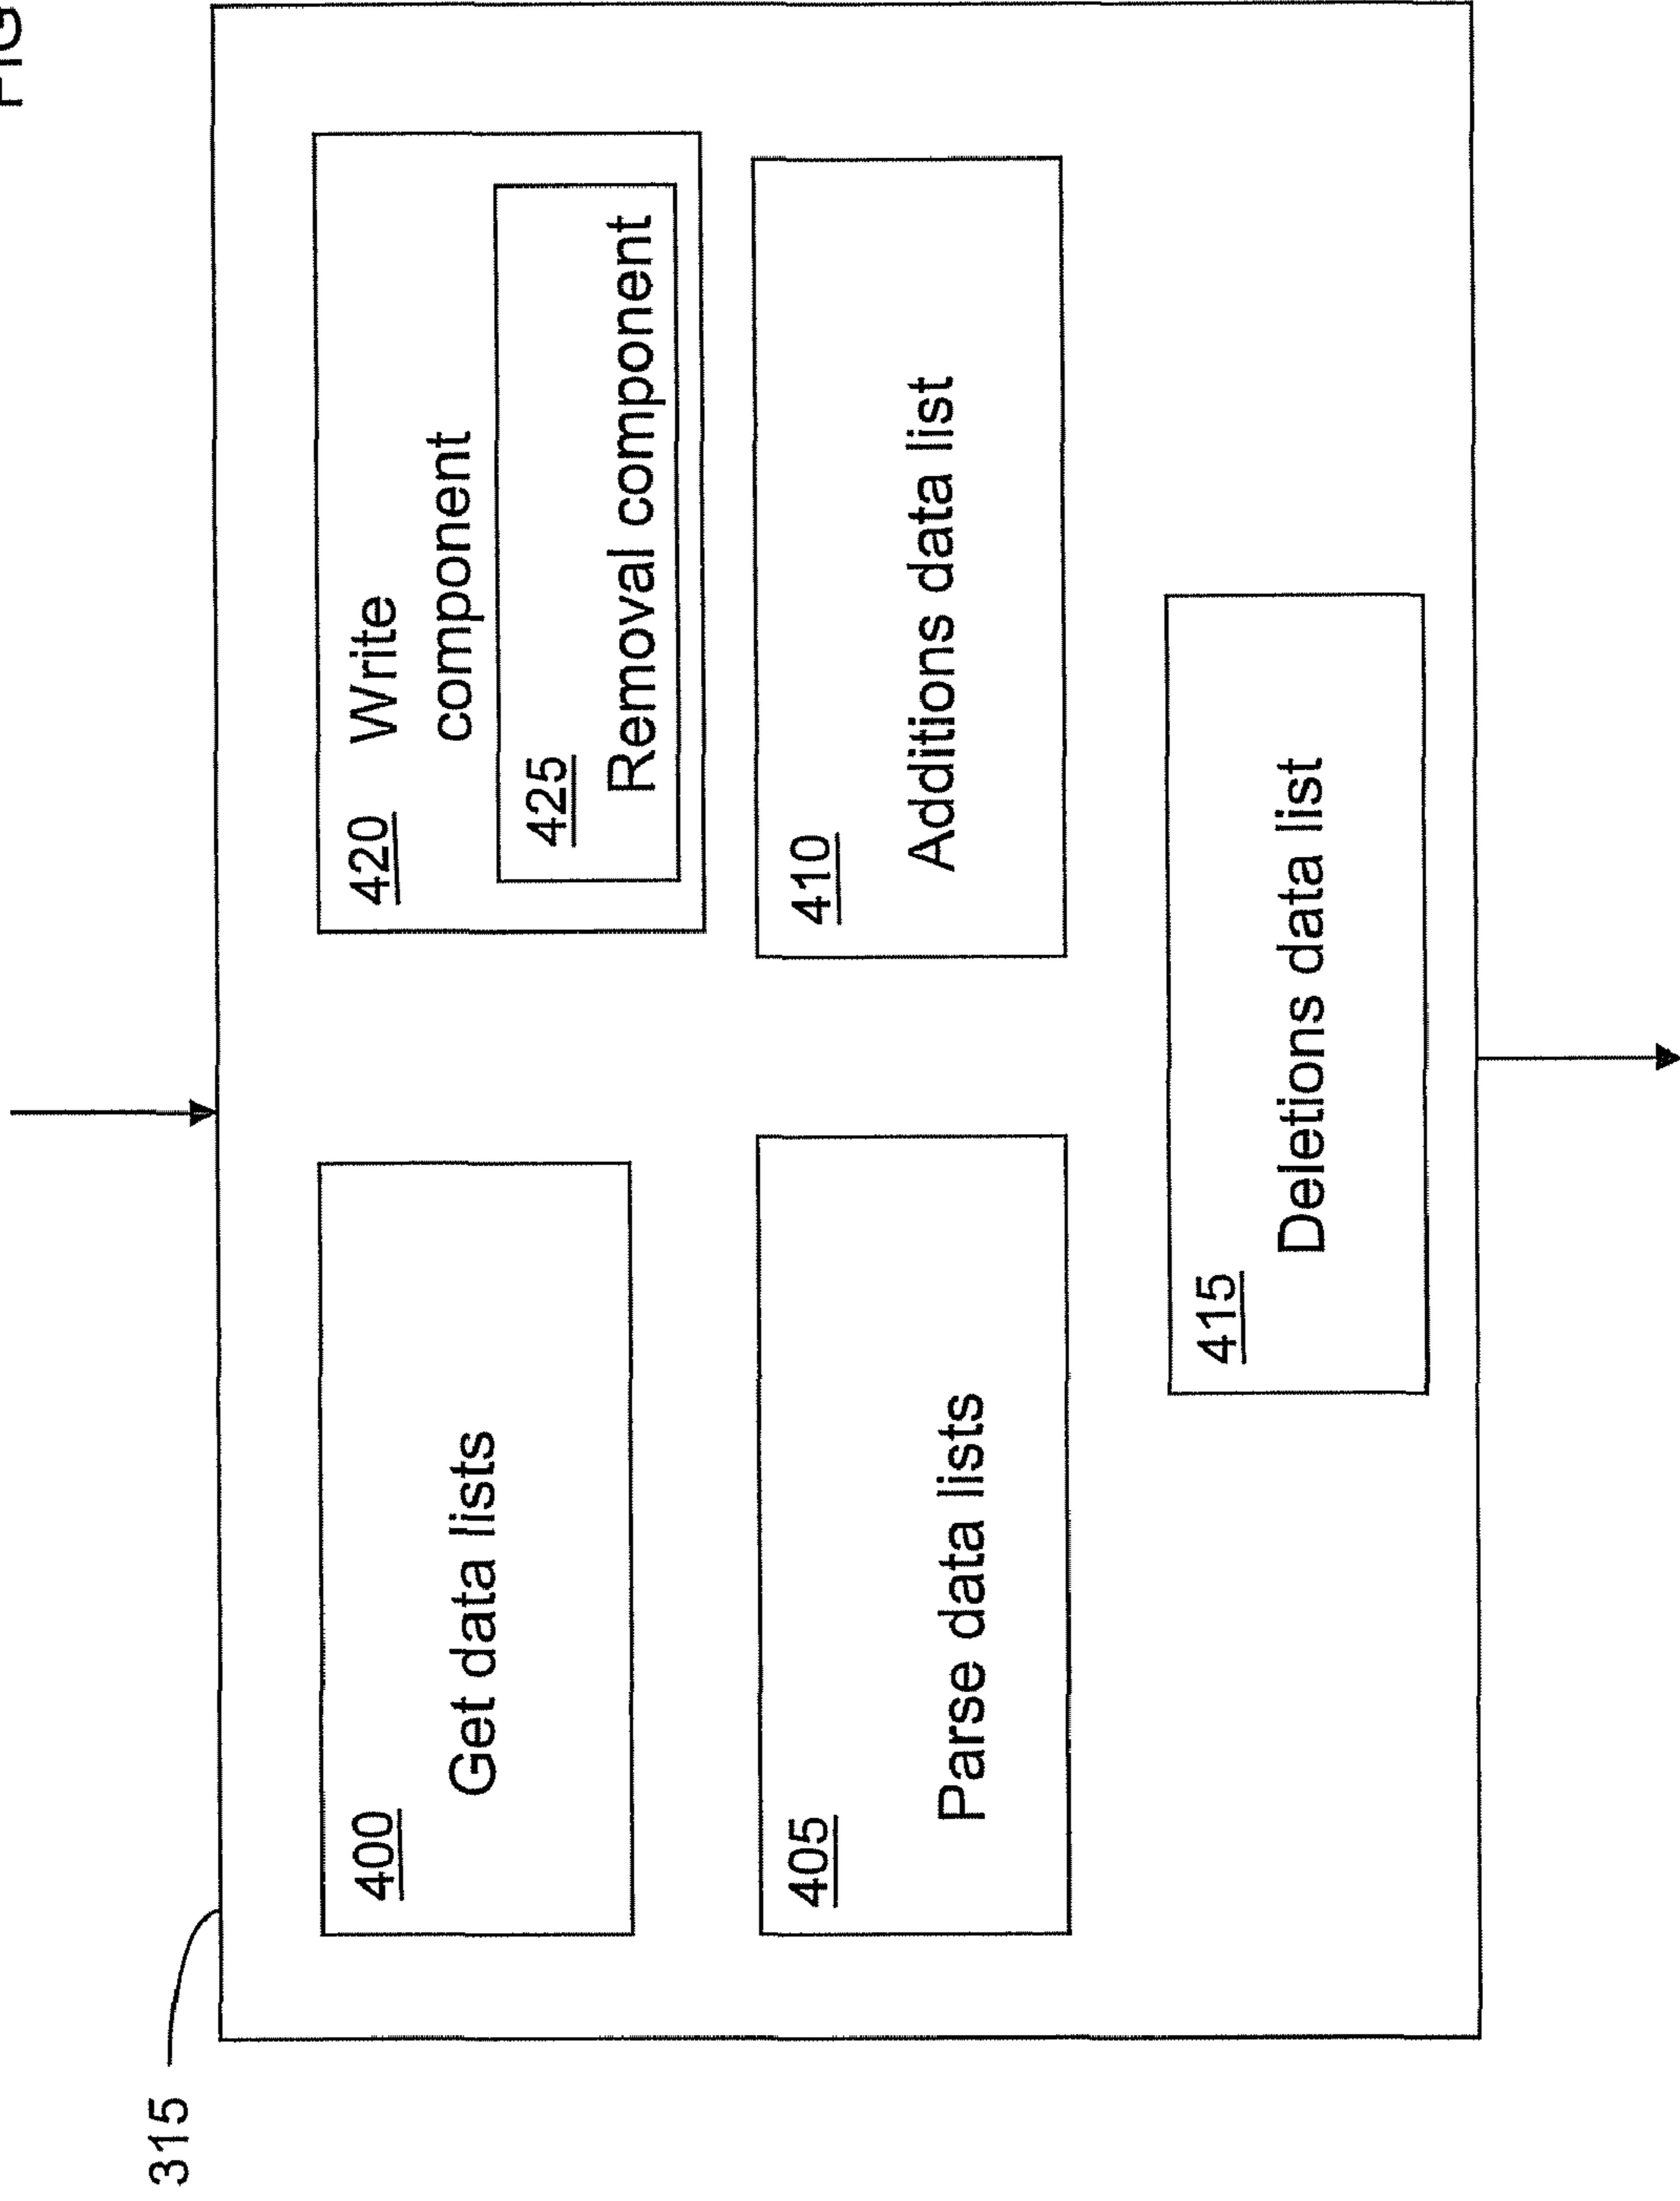 FIG
315
400
Get data lists
420 Write
component
425
Removal component
405
Parse data lists
410
Additions data list
415
Deletions data list